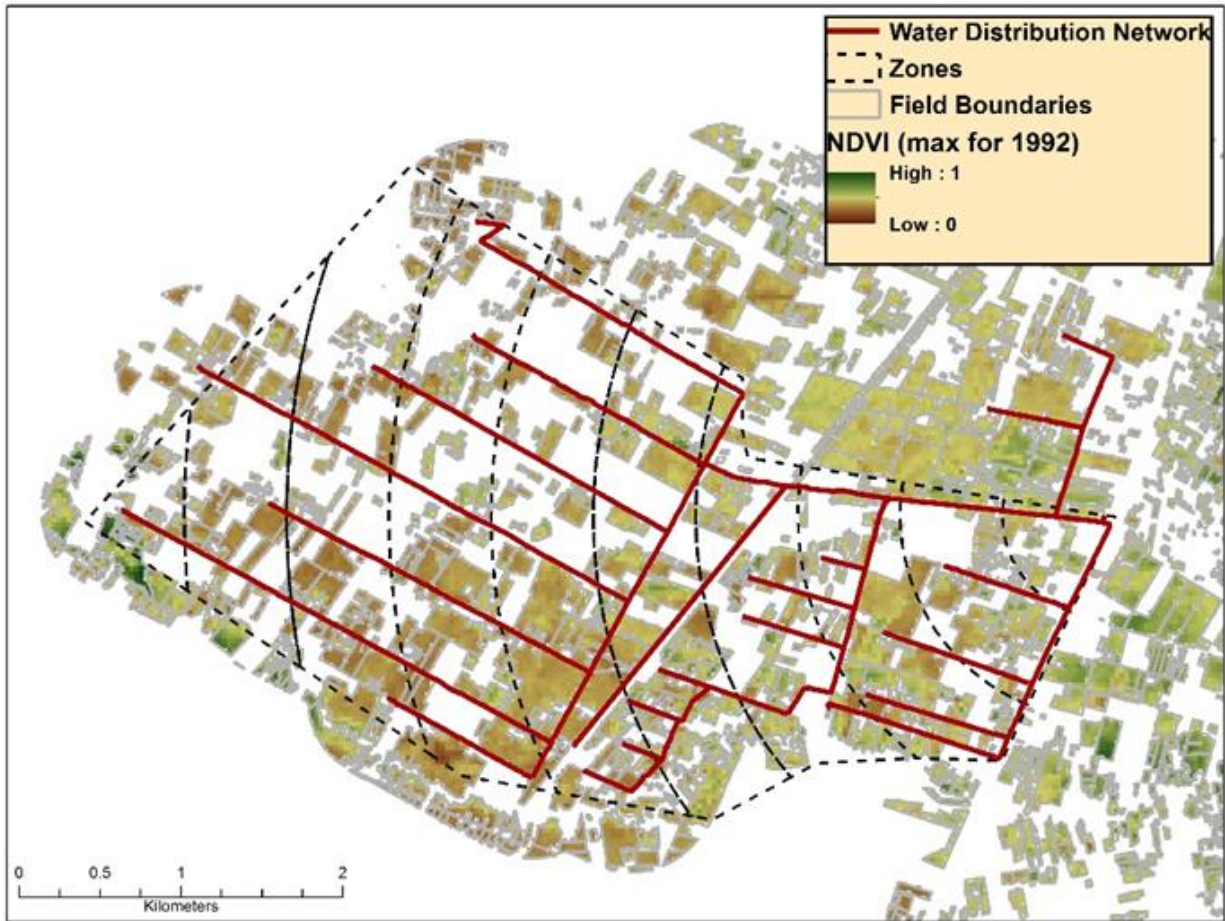 Water Distribution Network
Zones
Field Boundaries
NDVI (max for 1992)
High : 1
Low : 0
0 0.5 1 2
Kilometers